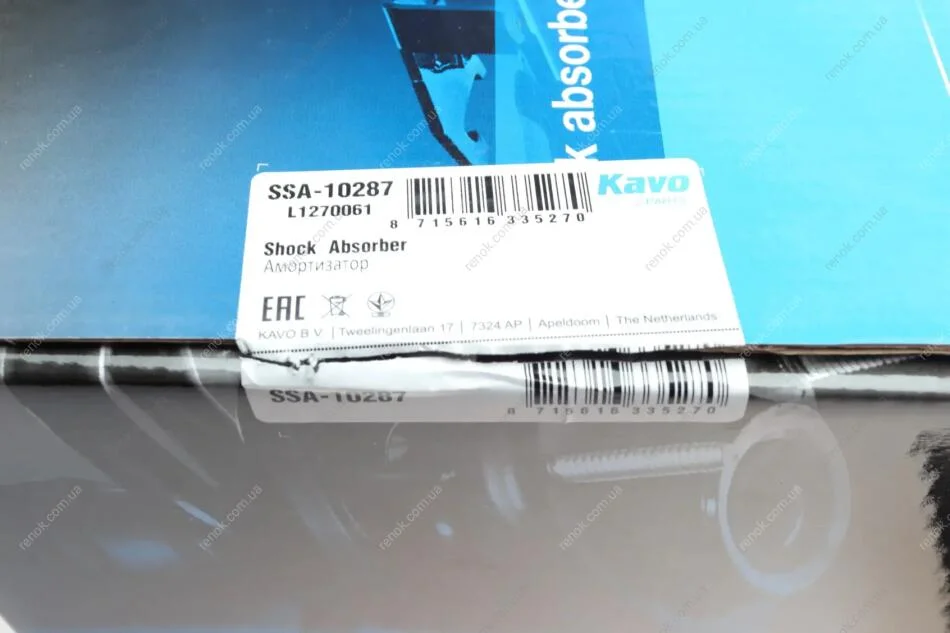 k absorbe
SSA-10287
L1270061
8 715616 335270
Kavo
PARTS
Shock Absorber
Амортизатор
EAC
KAVO B.V. | Tweelingenlaan 17 | 7324 AP | Apeldoorn | The Netherlands
SSA-10287
8 715616 335270
renok.com.ua